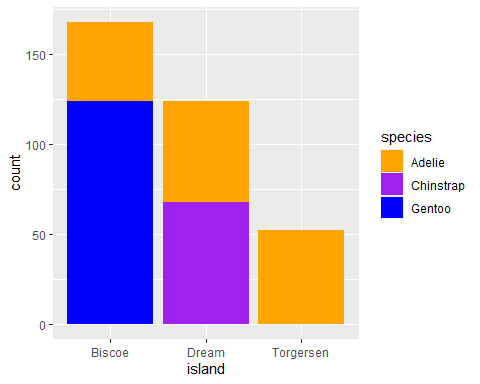 150
100
50
0
count
Biscoe Dream Torgersen
island
species
Adelie
Chinstrap
Gentoo